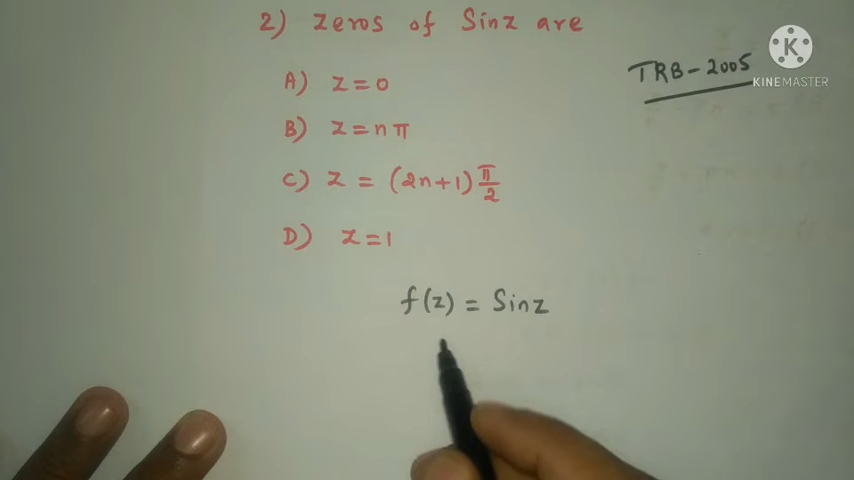 2) Zeros of Sinz are
TRB-2005
KINEMASTER
A) z=0
B) z=nπ
C) z = (2n+1) π/2
D) z=1
f(z) = Sinz